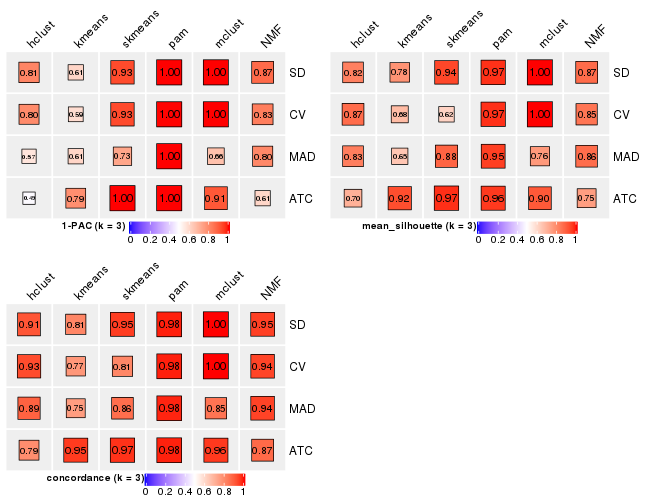 hclust kmeans skmeans pam mclust NMF
0.81 0.61 0.93 1.00 1.00 0.87 SD
0.80 0.59 0.93 1.00 1.00 0.83 CV
0.57 0.61 0.73 1.00 0.66 0.80 MAD
0.79 1.00 1.00 0.91 0.61 ATC
1-PAC (k = 3)
0 0.2 0.4 0.6 0.8 1
hclust kmeans skmeans pam mclust NMF
0.82 0.78 0.94 0.97 1.00 0.87 SD
0.87 0.68 0.62 0.97 1.00 0.85 CV
0.83 0.65 0.88 0.95 0.76 0.86 MAD
0.70 0.92 0.97 0.96 0.90 0.75 ATC
mean_silhouette (k = 3)
0 0.2 0.4 0.6 0.8 1
hclust kmeans skmeans pam mclust NMF
0.91 0.81 0.95 0.98 1.00 0.95 SD
0.93 0.77 0.81 0.98 1.00 0.94 CV
0.89 0.75 0.86 0.98 0.85 0.94 MAD
0.79 0.95 0.97 0.98 0.96 0.87 ATC
concordance (k = 3)
0 0.2 0.4 0.6 0.8 1